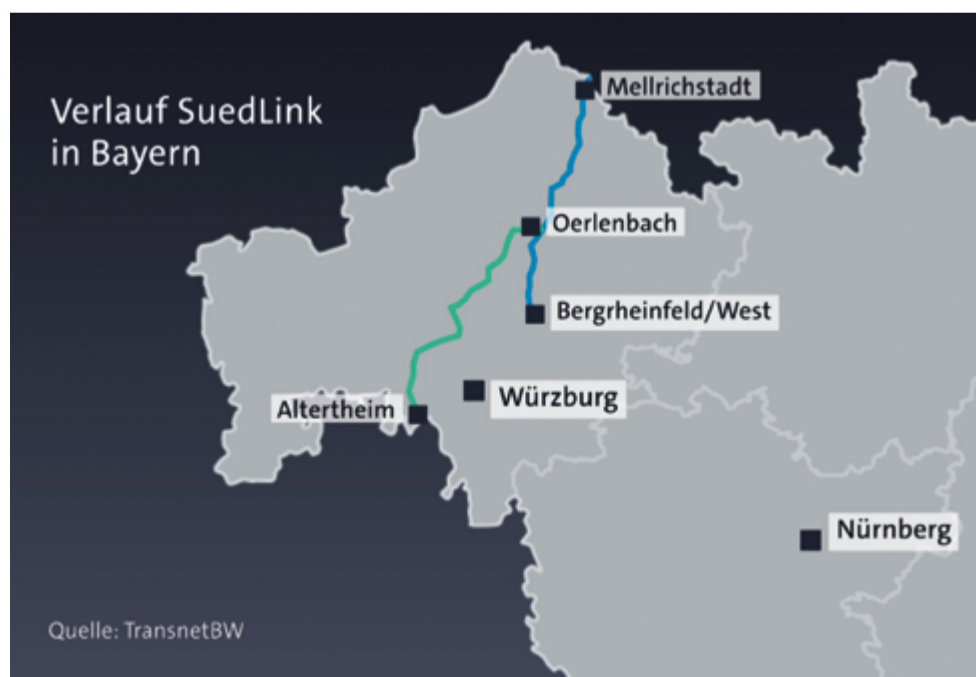 Verlauf SuedLink
in Bayern
Mellrichstadt
Oerlenbach
Bergrheinfeld/West
Würzburg
Altertheim
Nürnberg
Quelle: TransnetBW